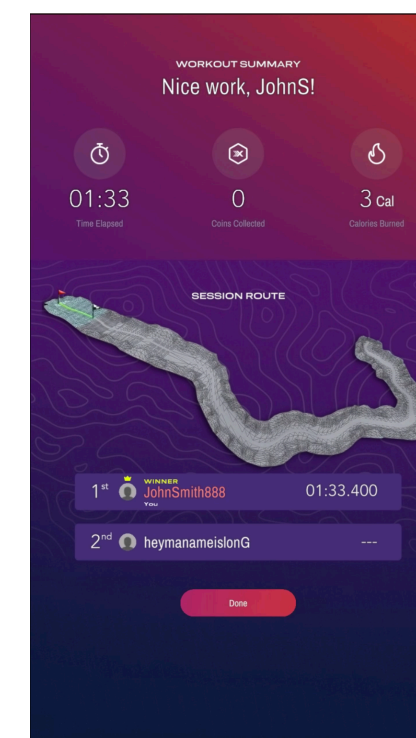 WORKOUT SUMMARY
Nice work, JohnS!
01:33 0 3 Cal
Time Elapsed Coins Collected Calories Burned
SESSION ROUTE
1st WINNER
JohnSmith888 01:33.400
You
2nd heymanameislonG ---
Done